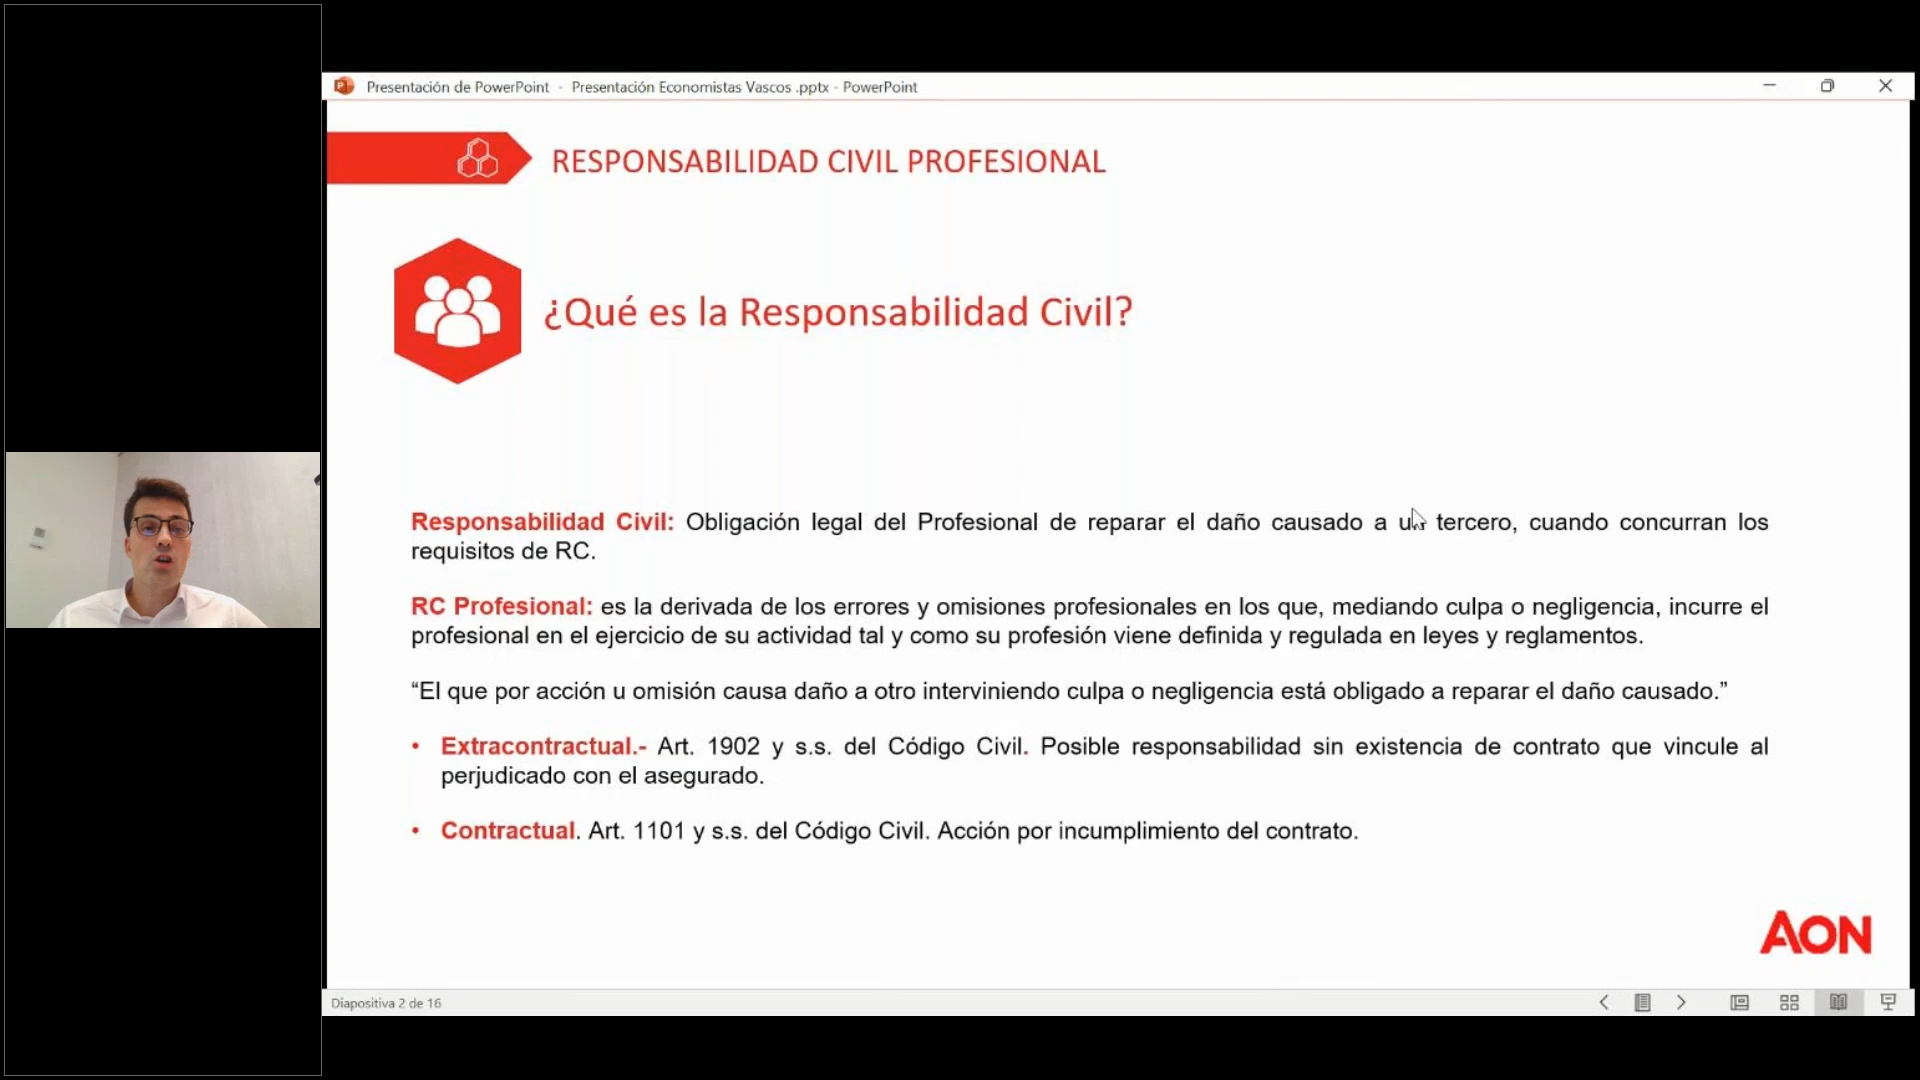 Presentación de PowerPoint - Presentación Economistas Vascos .pptx - PowerPoint
RESPONSABILIDAD CIVIL PROFESIONAL
¿Qué es la Responsabilidad Civil?
Responsabilidad Civil: Obligación legal del Profesional de reparar el daño causado a un tercero, cuando concurran los
requisitos de RC.
RC Profesional: es la derivada de los errores y omisiones profesionales en los que, mediando culpa o negligencia, incurre el
profesional en el ejercicio de su actividad tal y como su profesión viene definida y regulada en leyes y reglamentos.
“El que por acción u omisión causa daño a otro interviniendo culpa o negligencia está obligado a reparar el daño causado.”
• Extracontractual.- Art. 1902 y s.s. del Código Civil. Posible responsabilidad sin existencia de contrato que vincule al
perjudicado con el asegurado.
• Contractual. Art. 1101 y s.s. del Código Civil. Acción por incumplimiento del contrato.
AON
Diapositiva 2 de 16